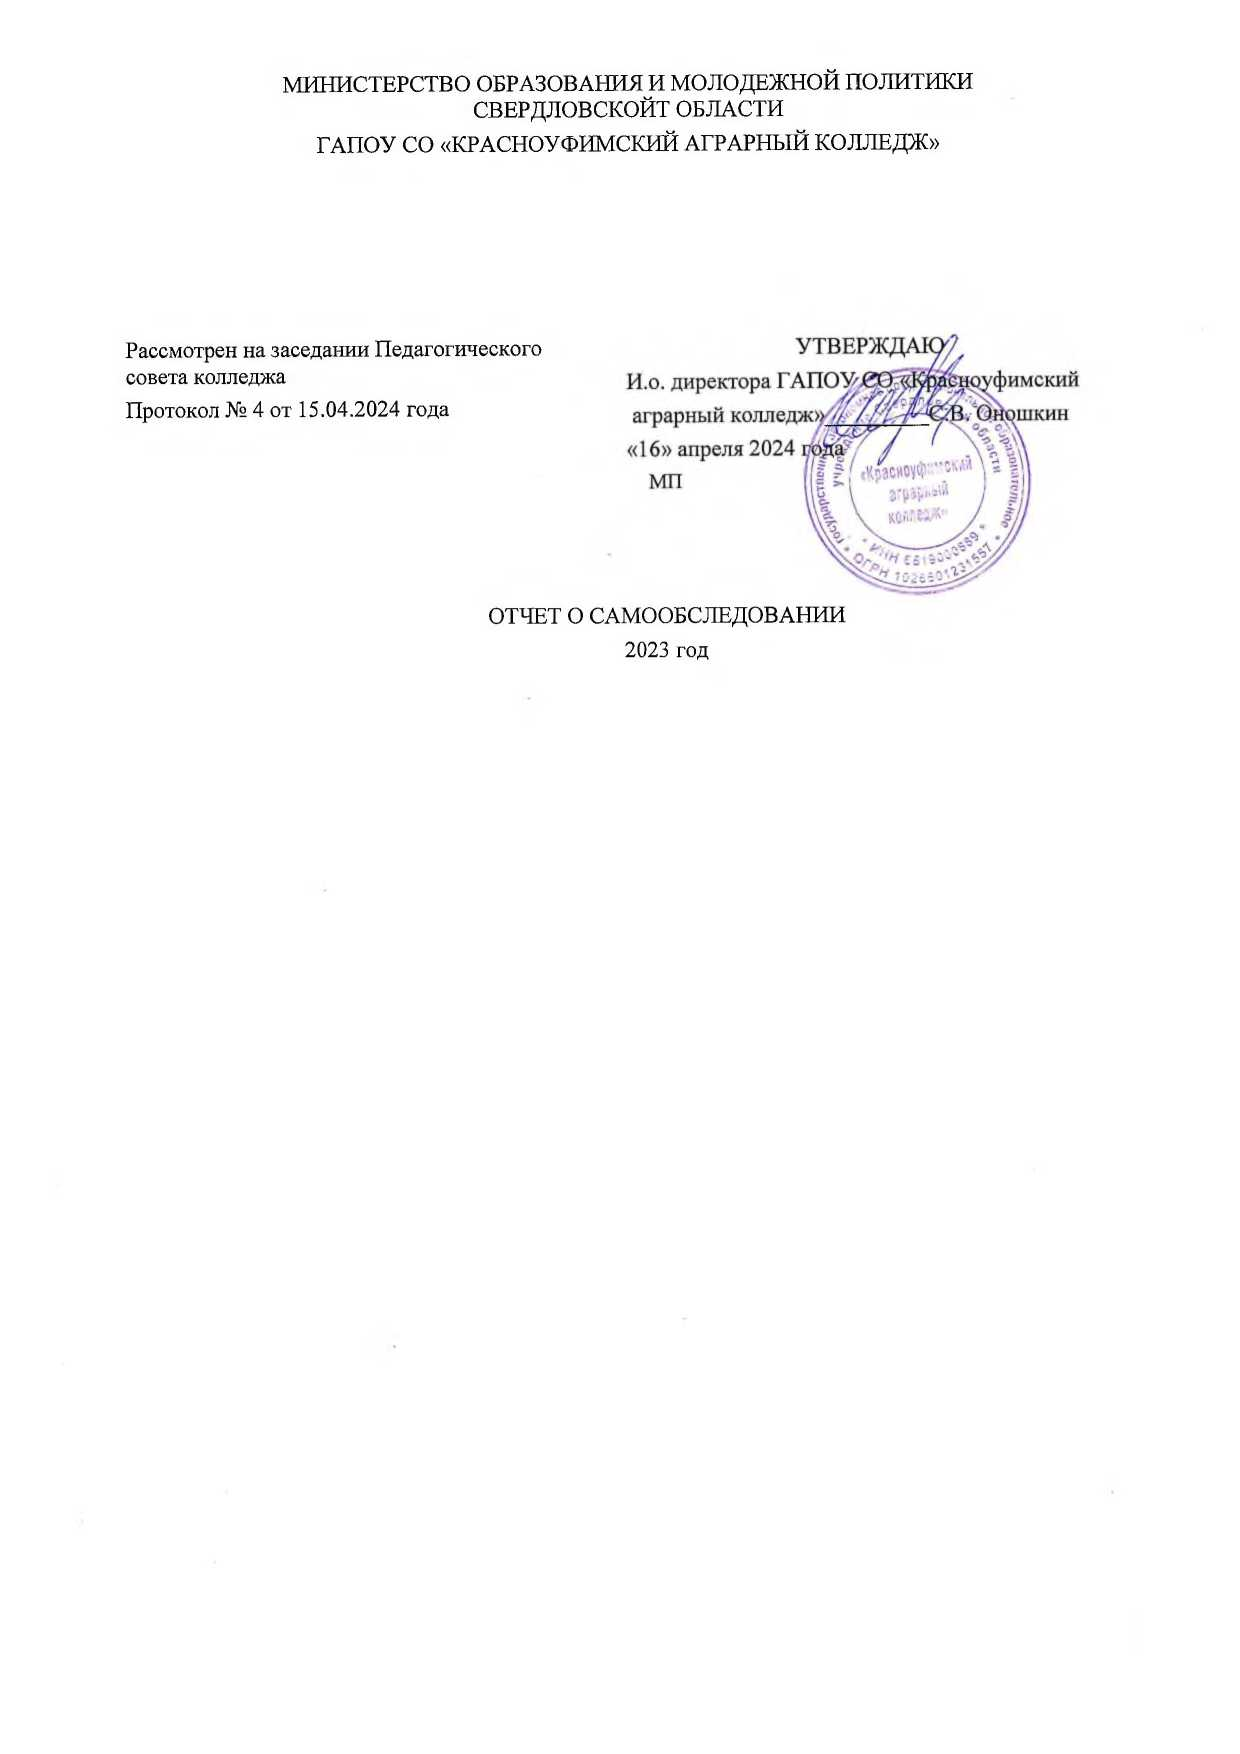 МИНИСТЕРСТВО ОБРАЗОВАНИЯ И МОЛОДЕЖНОЙ ПОЛИТИКИ
СВЕРДЛОВСКОЙТ ОБЛАСТИ
ГАПОУ СО «КРАСНОУФИМСКИЙ АГРАРНЫЙ КОЛЛЕДЖ»
Рассмотрен на заседании Педагогического
совета колледжа
Протокол № 4 от 15.04.2024 года
УТВЕРЖДАЮ
И.о. директора ГАПОУ СО «Красноуфимский
аграрный колледж»__________С.В. Оношкин
«16» апреля 2024 года
МП
«Красноуфимский
аграрный
колледж»
ОТЧЕТ О САМООБСЛЕДОВАНИИ
2023 год